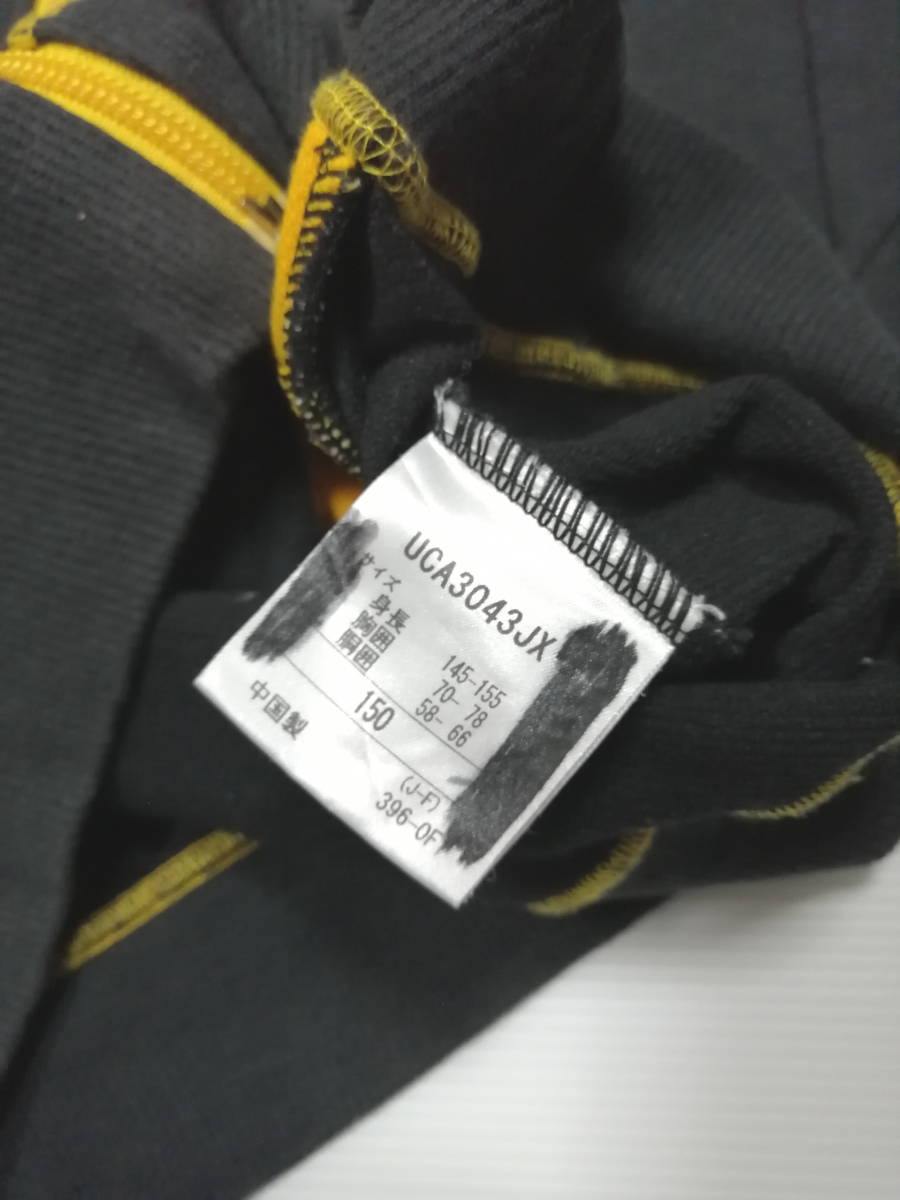 UCA3043JX
サイズ
身長 145-155
胸囲 70- 78
胴囲 58- 66
150
中国製
(J-F)
396-0F